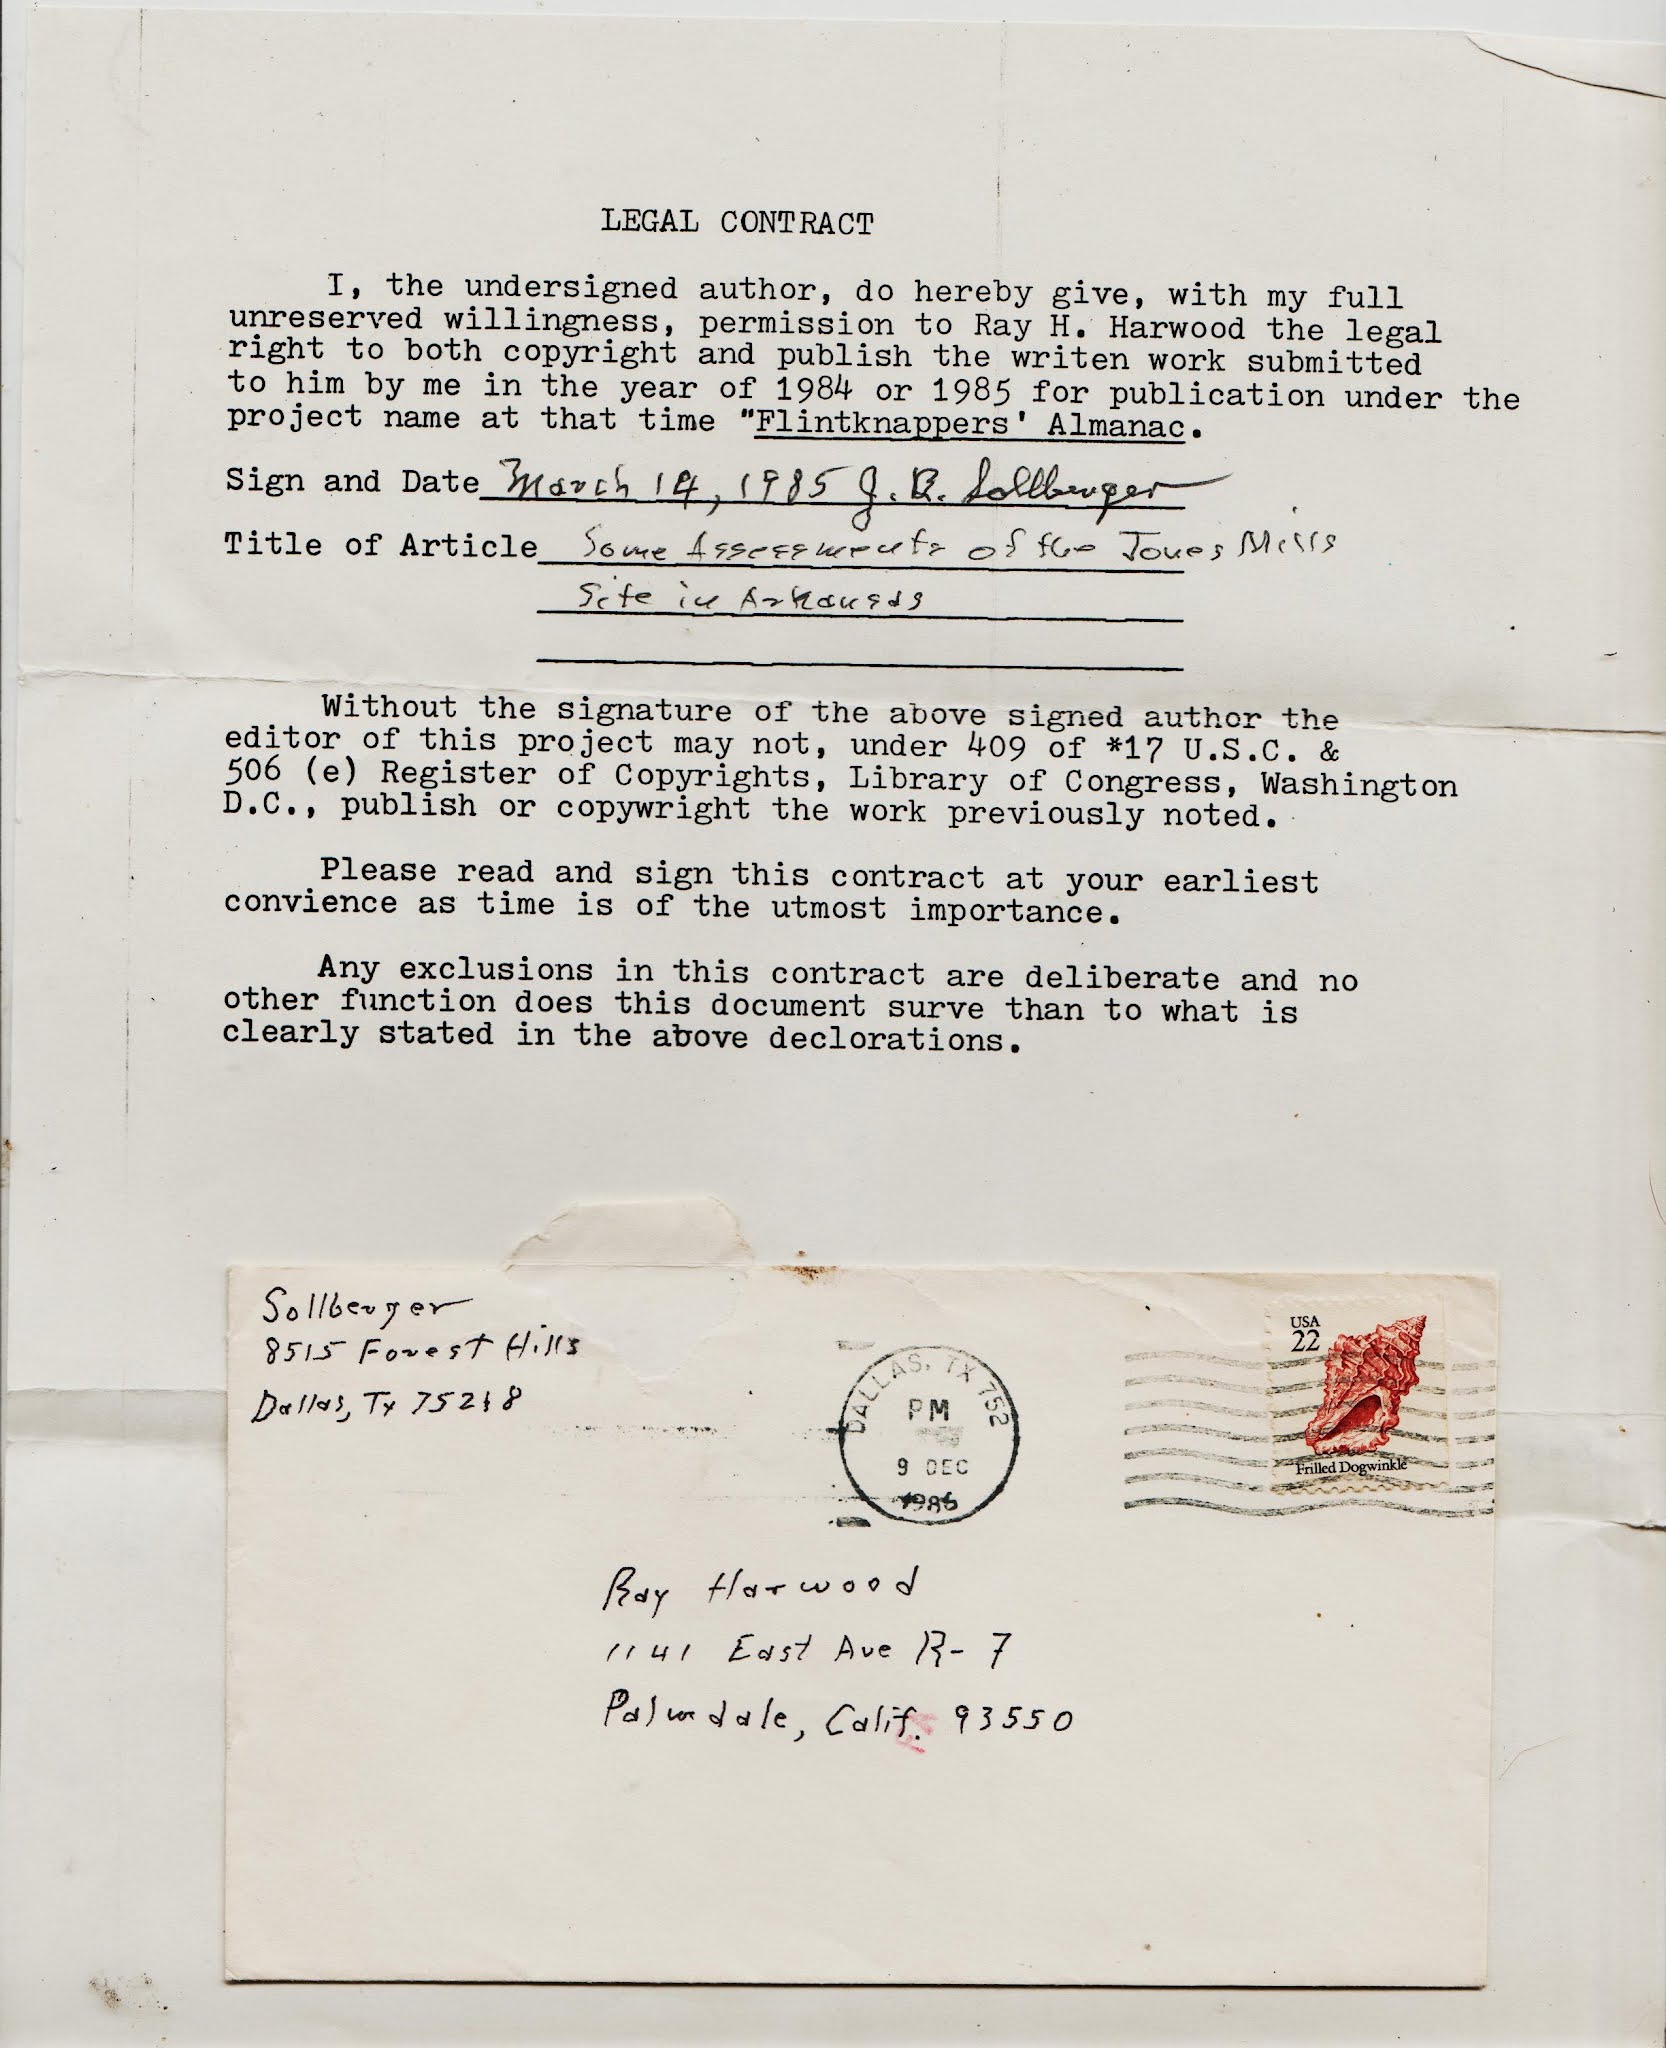 LEGAL CONTRACT
I, the undersigned author, do hereby give, with my full
unreserved willingness, permission to Ray H. Harwood the legal
right to both copyright and publish the writen work submitted
to him by me in the year of 1984 or 1985 for publication under the
project name at that time "Flintknappers' Almanac.
Sign and Date March 14, 1985 J. B. Sollberger
Title of Article Some Assessments of the Jones Mills
Site in Arkansas
Without the signature of the above signed author the
editor of this project may not, under 409 of *17 U.S.C. &
506 (e) Register of Copyrights, Library of Congress, Washington
D.C., publish or copywright the work previously noted.
Please read and sign this contract at your earliest
convience as time is of the utmost importance.
Any exclusions in this contract are deliberate and no
other function does this document surve than to what is
clearly stated in the above declorations.
Sollberger
8515 Forest Hills
Dallas, Tx 75218
DALLAS, TX 752
PM
9 DEC
USA
22
Frilled Dogwinkle
Ray Harwood
1141 East Ave R-7
Palmdale, Calif. 93550